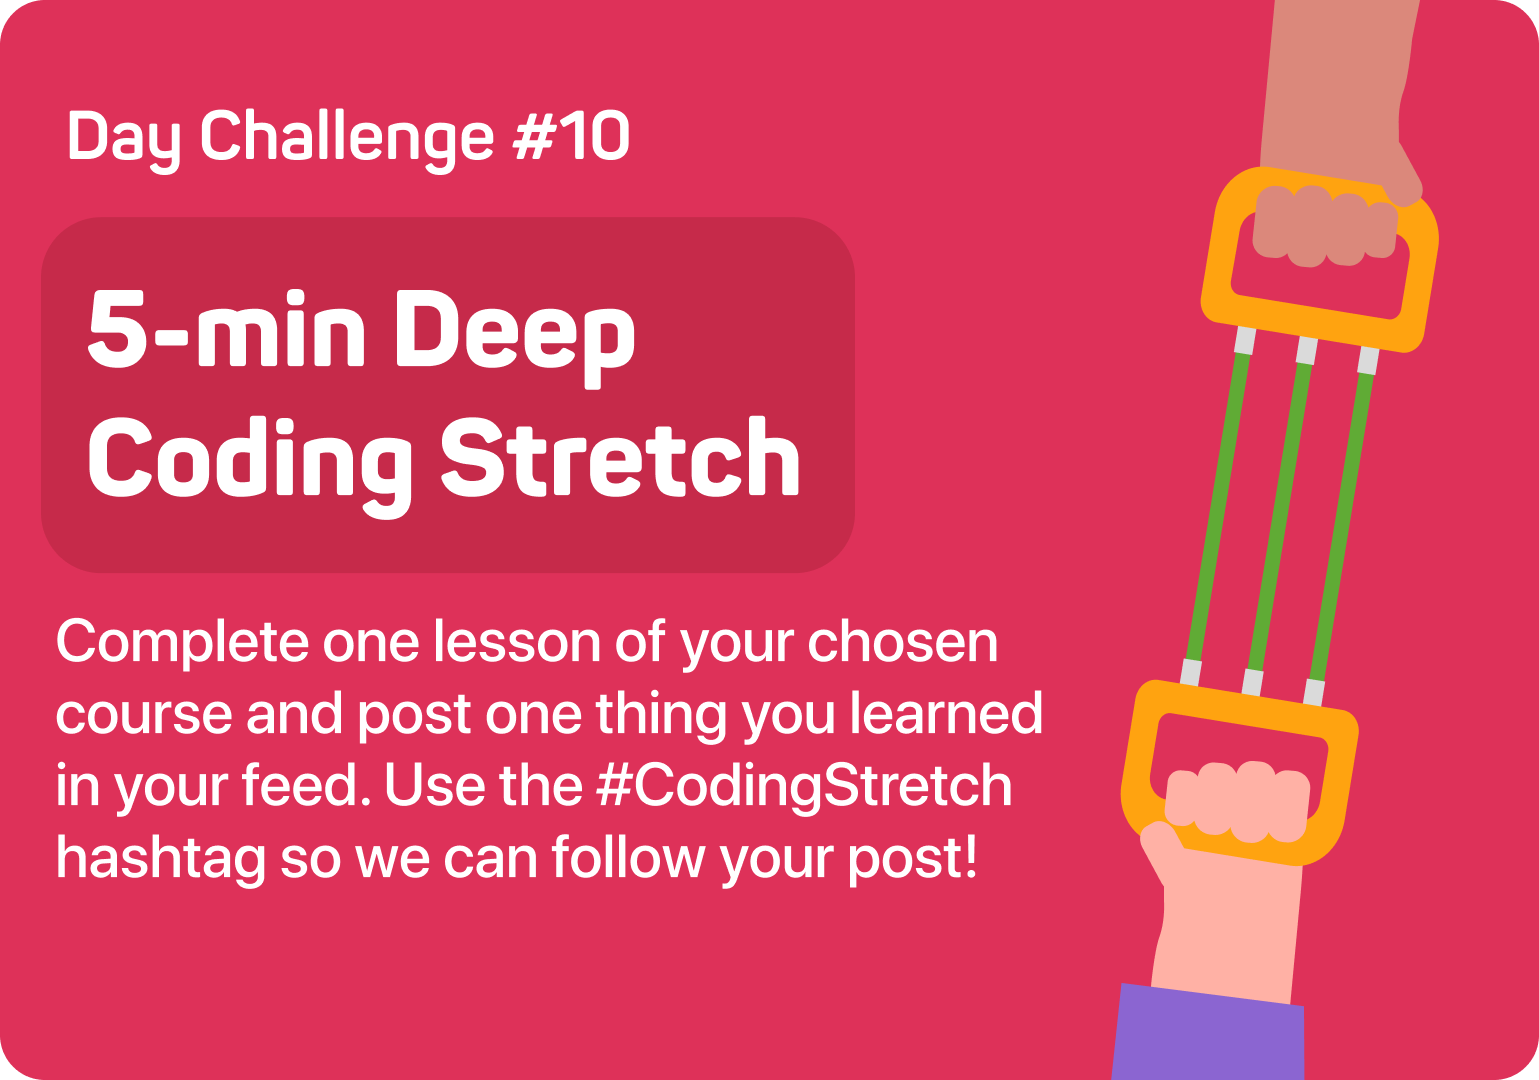 Day Challenge #10
5-min Deep
Coding Stretch
Complete one lesson of your chosen
course and post one thing you learned
in your feed. Use the #CodingStretch
hashtag so we can follow your post!